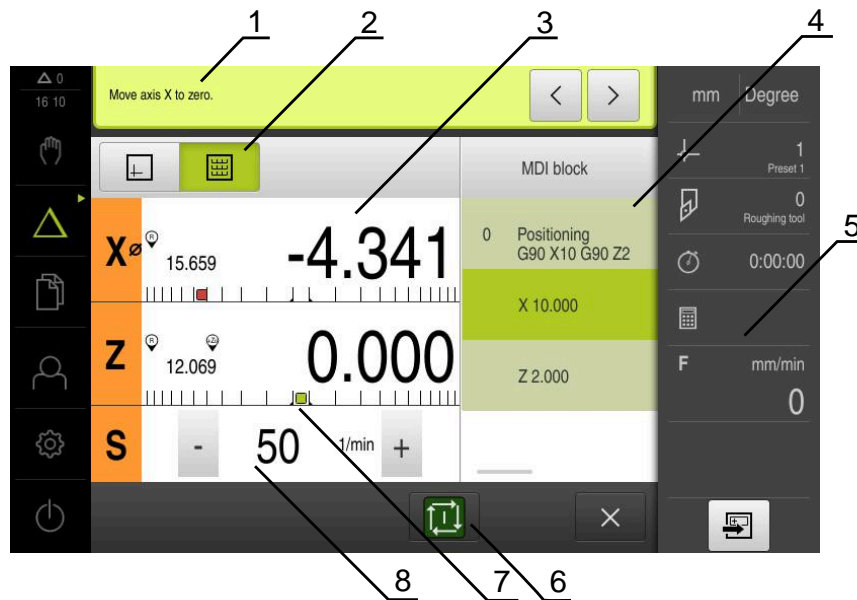 1
2
3
4
0
16 10
Move axis X to zero.
mm
Degree
MDI block
1
Preset 1
0
Roughing tool
5
X ⌀
R
15.659
-4.341
0
Positioning
G90 X10 G90 Z2
0:00:00
X 10.000
Z
R
12.069
0.000
Z 2.000
F
mm/min
0
S
-
50
1/min
+
8
7
6